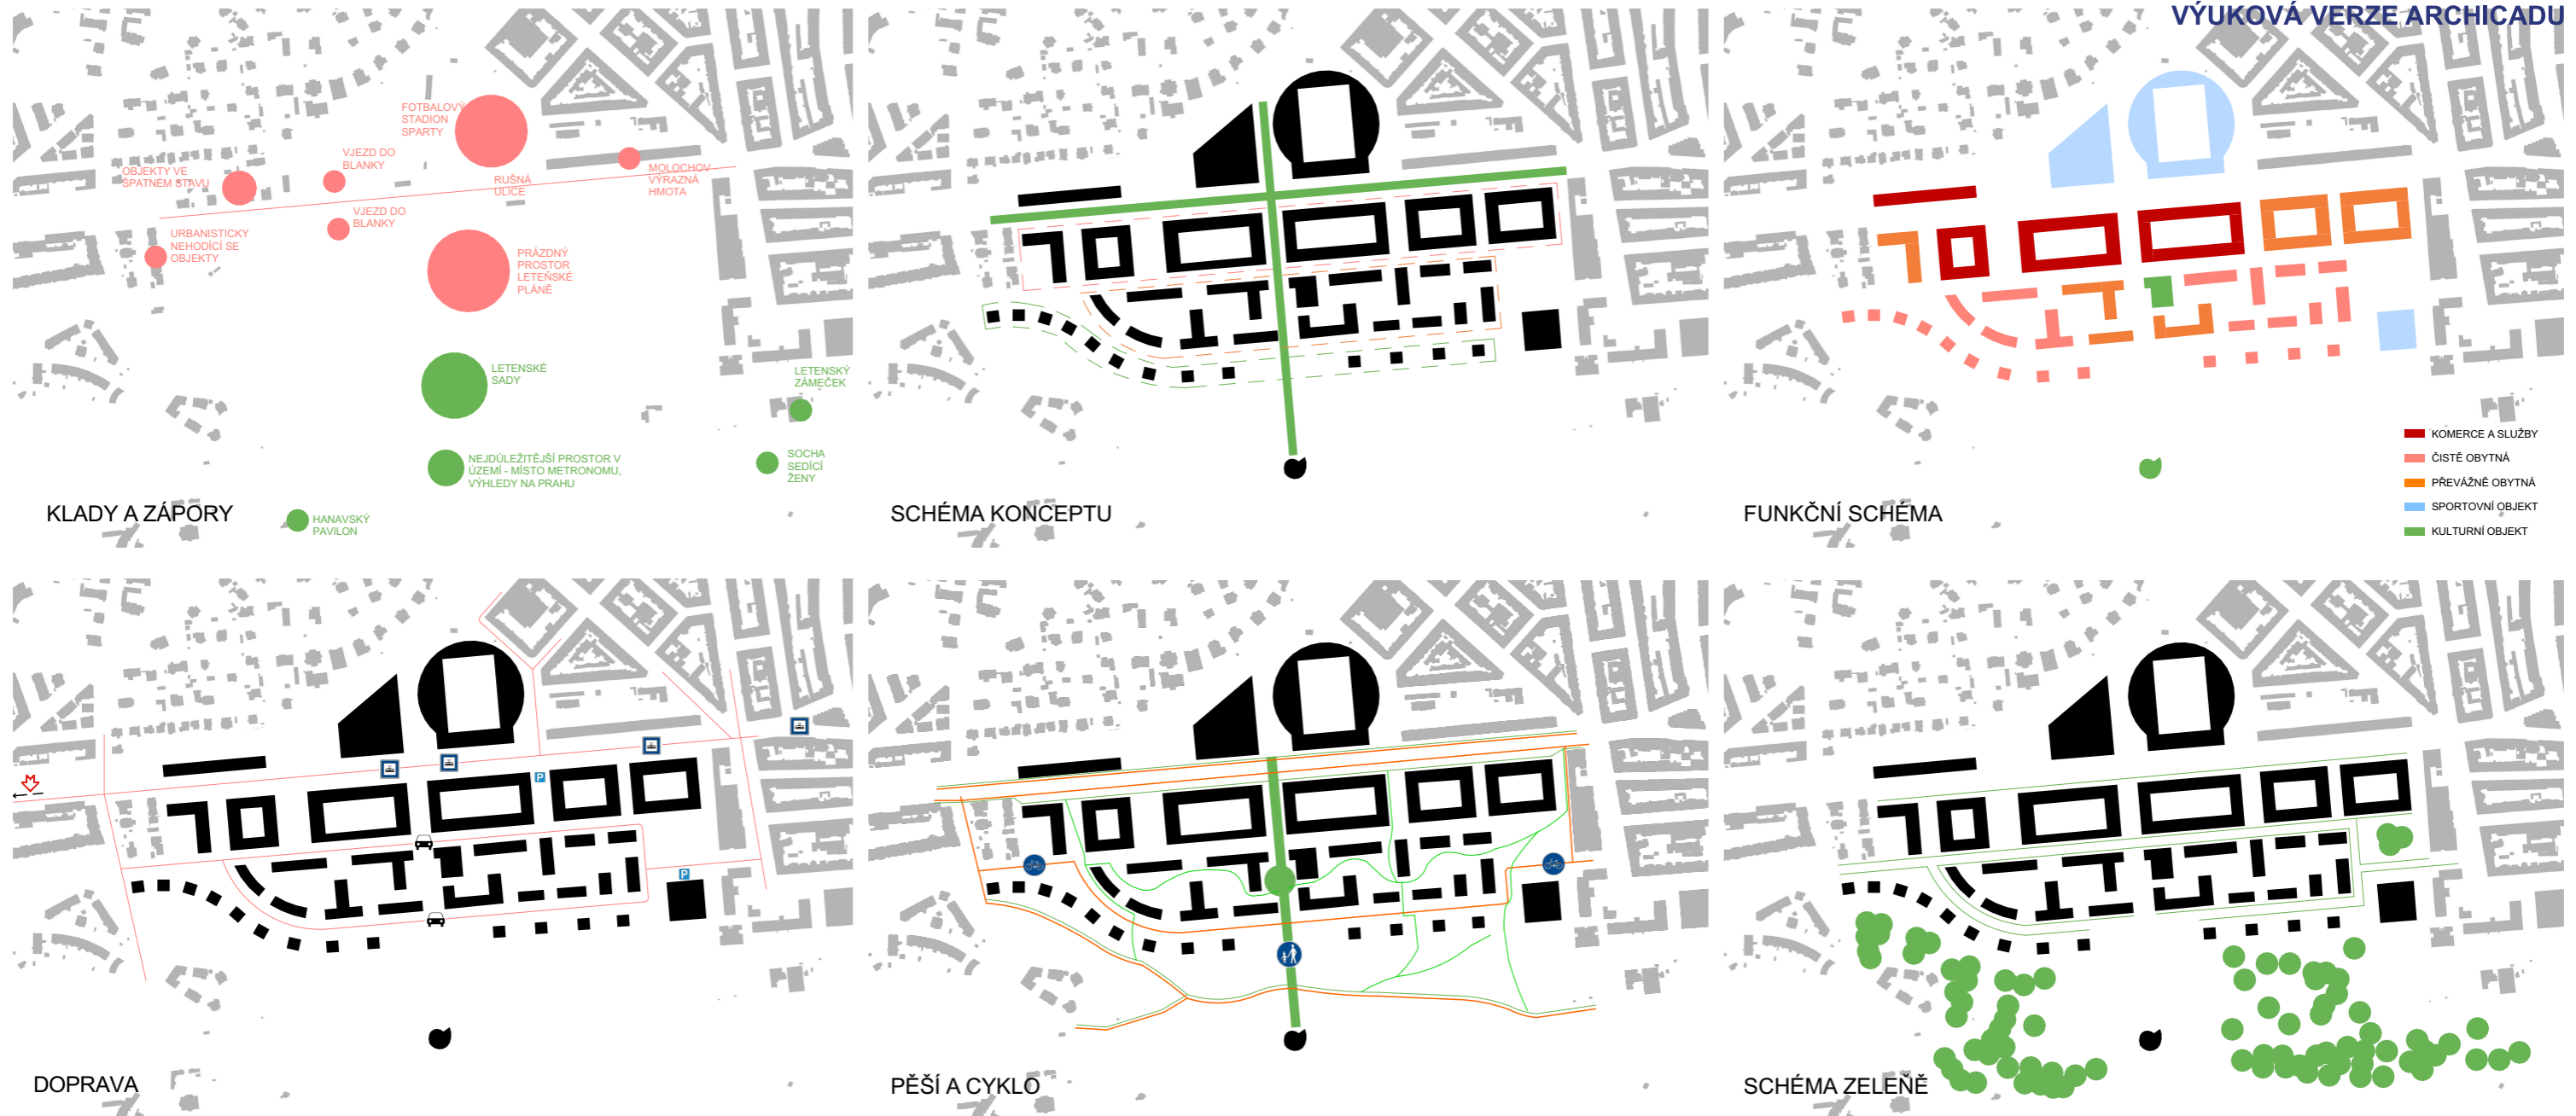 VÝUKOVÁ VERZE ARCHICADU
FOTBALOVÝ
STADION
SPARTY
VJEZD DO
BLANKY
OBJEKTY VE
ŠPATNÉM STAVU
RUŠNÁ
ULICE
MOLOCHOV
VÝRAZNÁ
HMOTA
VJEZD DO
BLANKY
URBANISTICKY
NEHODÍCÍ SE
OBJEKTY
PRÁZDNÝ
PROSTOR
LETEŇSKÉ
PLÁNĚ
LETENSKÉ
SADY
LETENSKÝ
ZÁMEČEK
NEJDŮLEŽITĚJŠÍ PROSTOR V
ÚZEMÍ - MÍSTO METRONOMU,
VÝHLEDY NA PRAHU
SOCHA
SEDÍCÍ
ŽENY
HANAVSKÝ
PAVILON
KLADY A ZÁPORY
SCHÉMA KONCEPTU
FUNKČNÍ SCHÉMA
KOMERCE A SLUŽBY
ČISTĚ OBYTNÁ
PŘEVÁŽNĚ OBYTNÁ
SPORTOVNÍ OBJEKT
KULTURNÍ OBJEKT
P
P
DOPRAVA
PĚŠÍ A CYKLO
SCHÉMA ZELEŇĚ